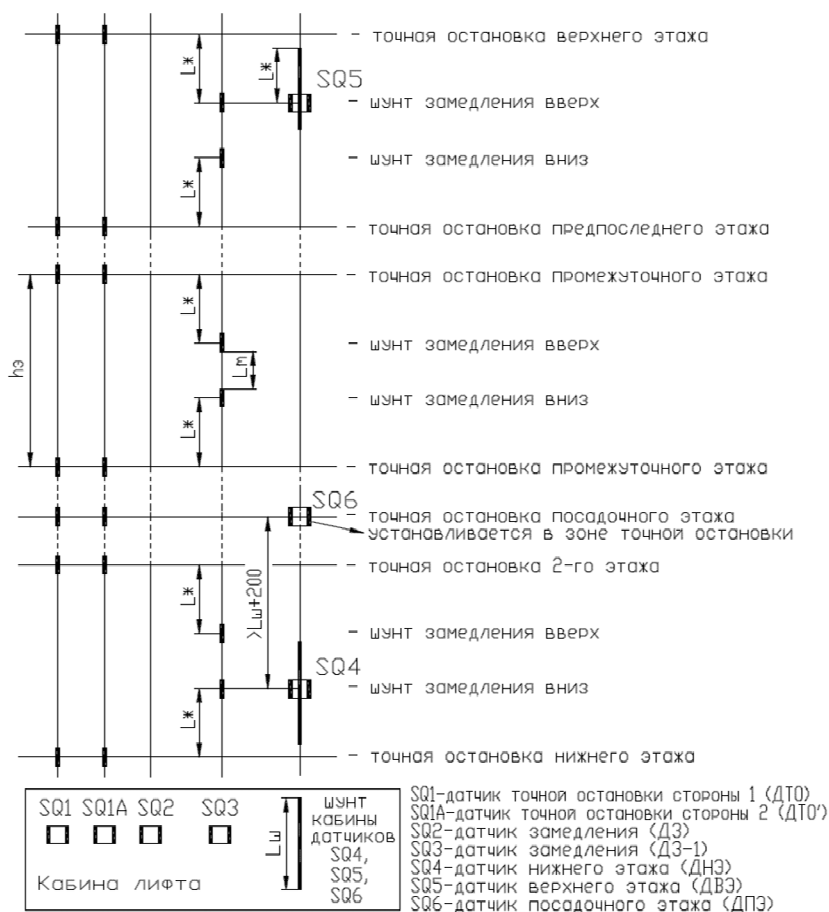 - точная остановка верхнего этажа
L*
L*
SQ5
- шунт замедления вверх
- шунт замедления вниз
L*
- точная остановка предпоследнего этажа
- точная остановка промежуточного этажа
L*
- шунт замедления вверх
hэ
Lm
- шунт замедления вниз
L*
- точная остановка промежуточного этажа
SQ6
- точная остановка посадочного этажа
устанавливается в зоне точной остановки
- точная остановка 2-го этажа
L*
>Lш+200
- шунт замедления вверх
SQ4
- шунт замедления вниз
L*
- точная остановка нижнего этажа
SQ1 SQ1A SQ2 SQ3
Lш
шунт
кабины
датчиков
SQ4,
SQ5,
SQ6
Кабина лифта
SQ1-датчик точной остановки стороны 1 (ДТО)
SQ1A-датчик точной остановки стороны 2 (ДТО')
SQ2-датчик замедления (ДЗ)
SQ3-датчик замедления (ДЗ-1)
SQ4-датчик нижнего этажа (ДНЭ)
SQ5-датчик верхнего этажа (ДВЭ)
SQ6-датчик посадочного этажа (ДПЭ)